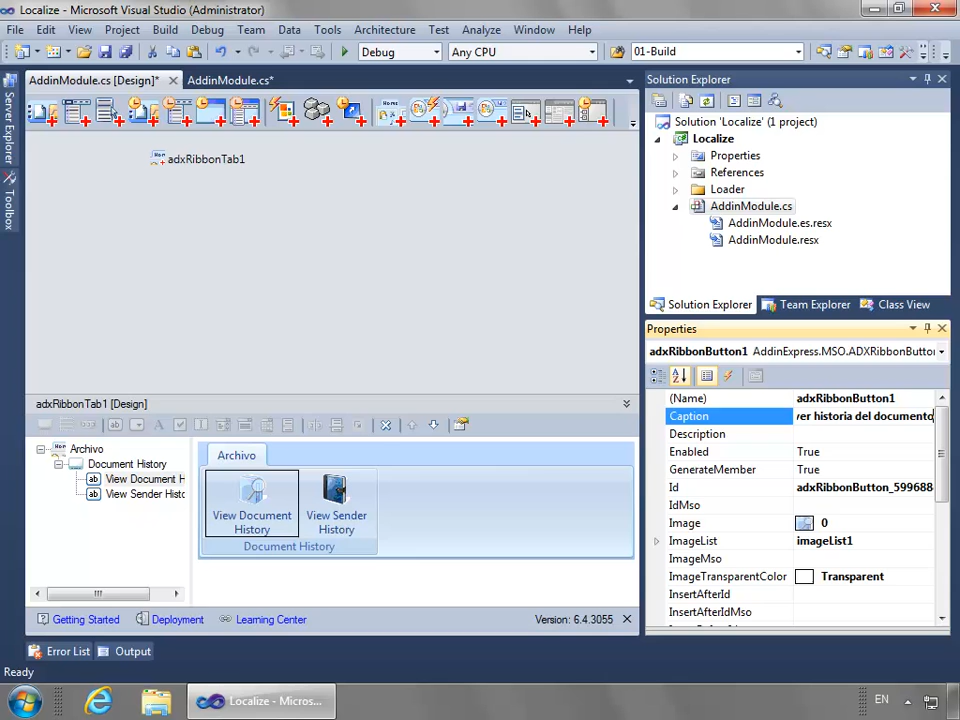 Localize - Microsoft Visual Studio (Administrator)
File Edit View Project Build Debug Team Data Tools Architecture Test Analyze Window Help
Debug Any CPU 01-Build
AddinModule.cs [Design]* AddinModule.cs*
Server Explorer
Toolbox
adxRibbonTab1
adxRibbonTab1 [Design]
Archivo
Document History
View Document H
View Sender Histo
Archivo
View Document History
View Sender History
Document History
Getting Started Deployment Learning Center Version: 6.4.3055
Error List Output
Ready
Solution Explorer
Solution 'Localize' (1 project)
Localize
Properties
References
Loader
AddinModule.cs
AddinModule.es.resx
AddinModule.resx
Solution Explorer Team Explorer Class View
Properties
adxRibbonButton1 AddinExpress.MSO.ADXRibbonButto
(Name) adxRibbonButton1
Caption ver historia del documento
Description
Enabled True
GenerateMember True
Id adxRibbonButton_599688
IdMso
Image 0
ImageList imageList1
ImageMso
ImageTransparentColor Transparent
InsertAfterId
InsertAfterIdMso
Localize - Micros...
EN